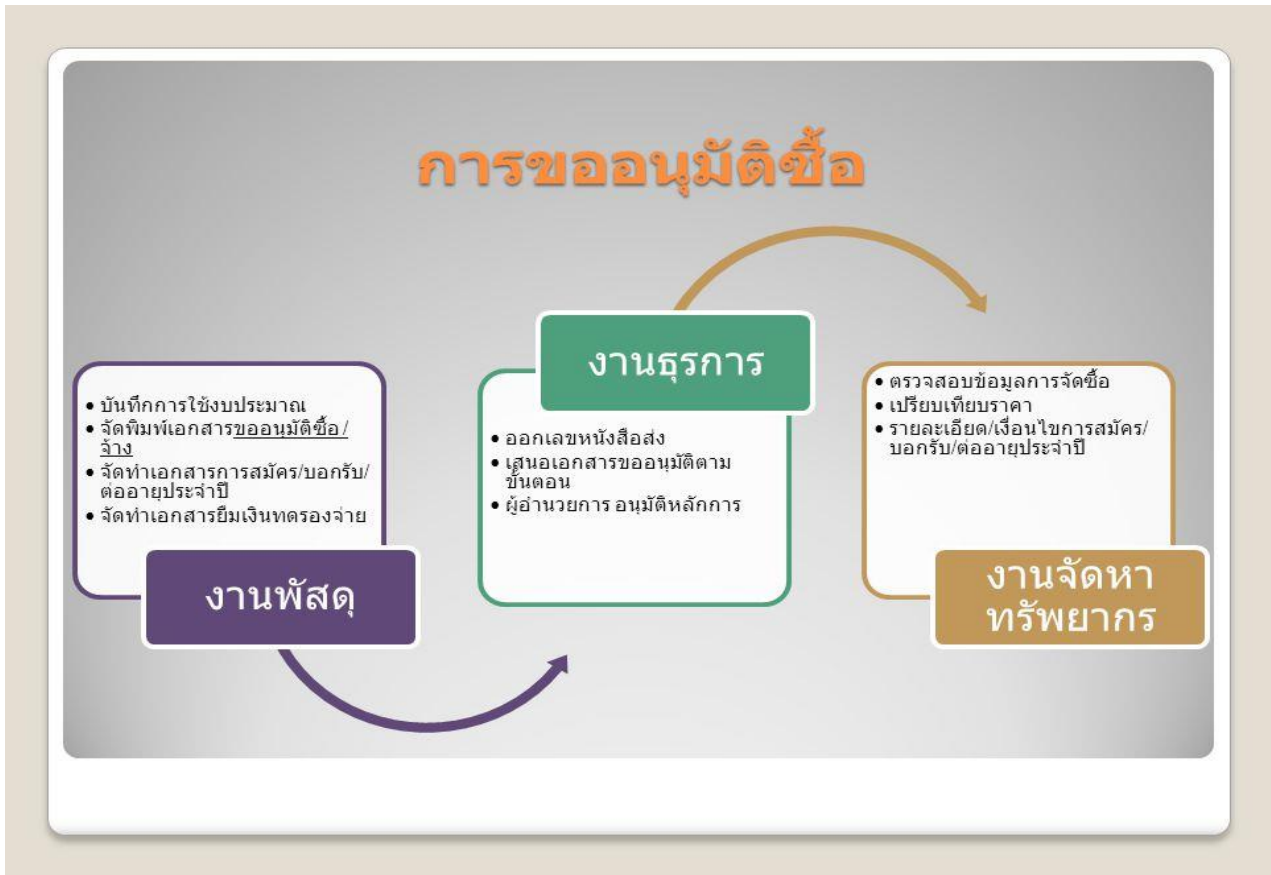 การขออนุมัติซื้อ
• บันทึกการใช้งบประมาณ
• จัดพิมพ์เอกสารขออนุมัติซื้อ/
จ้าง
• จัดทำเอกสารการสมัคร/บอกรับ/
ต่ออายุประจำปี
• จัดทำเอกสารยืมเงินทดรองจ่าย
งานพัสดุ
งานธุรการ
• ออกเลขหนังสือส่ง
• เสนอเอกสารขออนุมัติตาม
ขั้นตอน
• ผู้อำนวยการ อนุมัติหลักการ
• ตรวจสอบข้อมูลการจัดซื้อ
• เปรียบเทียบราคา
• รายละเอียด/เงื่อนไขการสมัคร/
บอกรับ/ต่ออายุประจำปี
งานจัดหา
ทรัพยากร